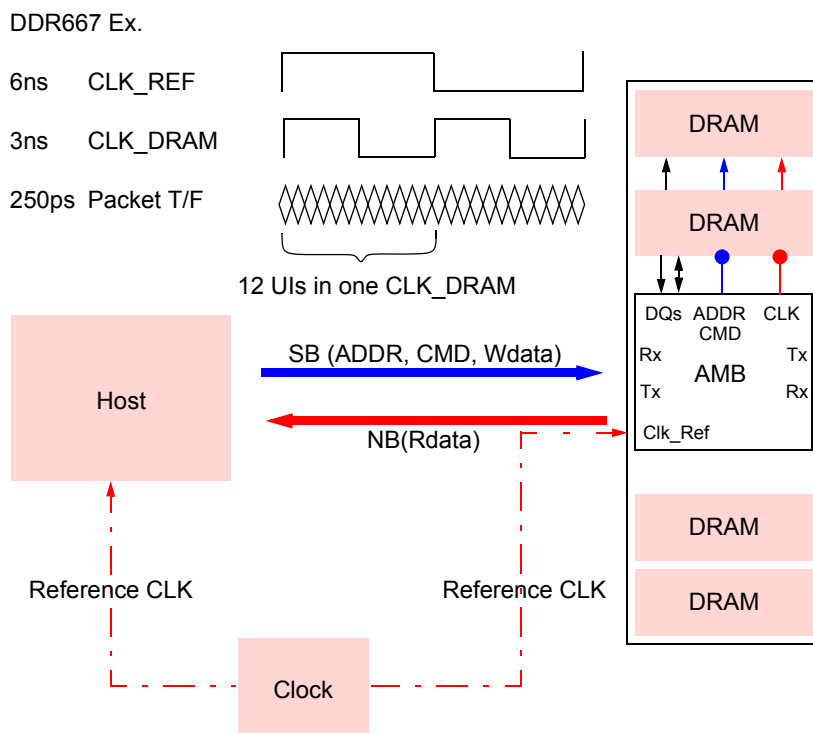 DDR667 Ex.
6ns CLK_REF
3ns CLK_DRAM
250ps Packet T/F
12 UIs in one CLK_DRAM
DRAM
DRAM
DQs ADDR CLK
CMD
Rx Tx
AMB
Tx Rx
Clk_Ref
Host
SB (ADDR, CMD, Wdata)
NB(Rdata)
DRAM
DRAM
Reference CLK
Reference CLK
Clock